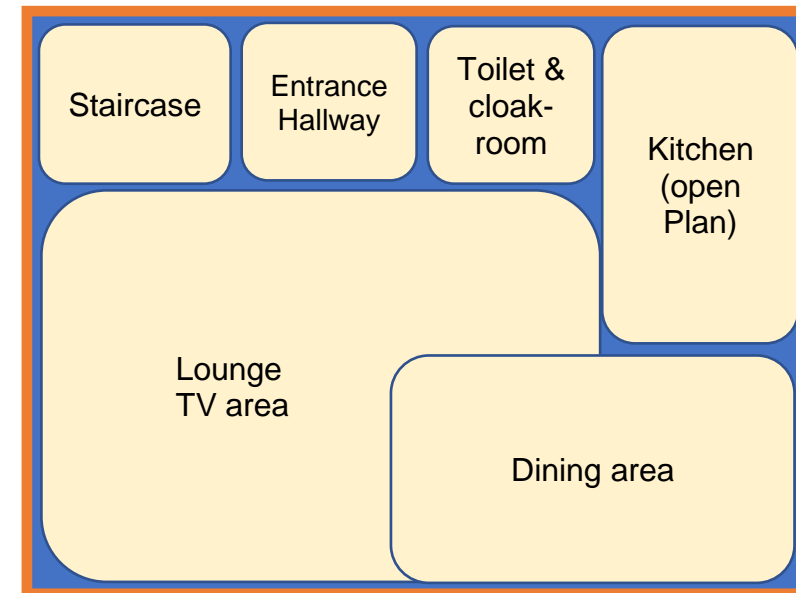 Staircase
Entrance
Hallway
Toilet &
cloak-
room
Kitchen
(open
Plan)
Lounge
TV area
Dining area